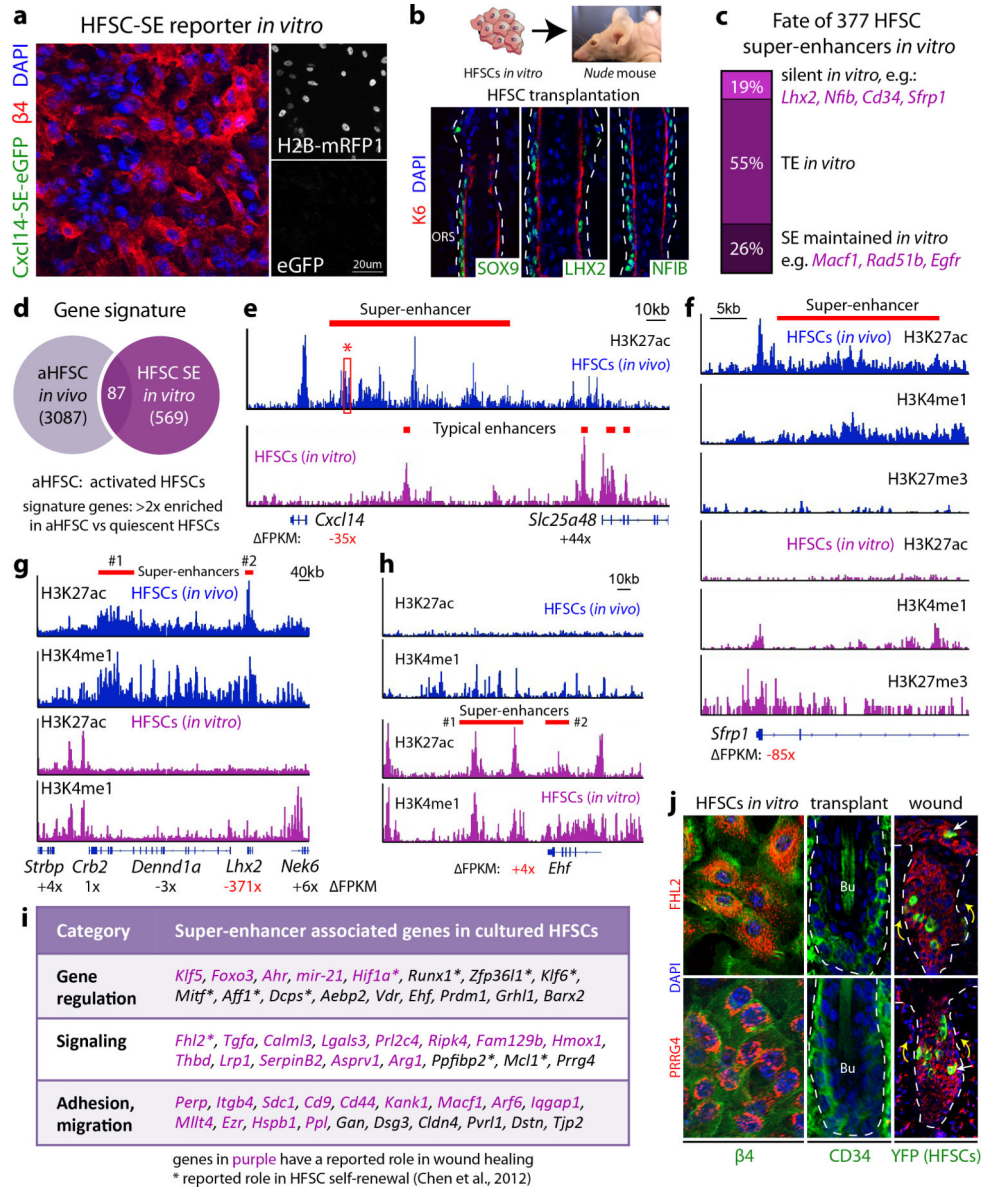 a
HFSC-SE reporter in vitro
Cxcl14-SE-eGFP β4 DAPI
H2B-mRFP1
eGFP
20um
b
HFSCs in vitro
Nude mouse
HFSC transplantation
K6 DAPI
ORS
SOX9
LHX2
NFIB
c
Fate of 377 HFSC
super-enhancers in vitro
19%
silent in vitro, e.g.:
Lhx2, Nfib, Cd34, Sfrp1
55%
TE in vitro
26%
SE maintained in vitro
e.g. Macf1, Rad51b, Egfr
d
Gene signature
aHFSC
in vivo
(3087)
87
HFSC SE
in vitro
(569)
aHFSC: activated HFSCs
signature genes: >2x enriched
in aHFSC vs quiescent HFSCs
e
Super-enhancer
10kb
H3K27ac
HFSCs (in vivo)
*
Typical enhancers
HFSCs (in vitro)
Cxcl14
Slc25a48
ΔFPKM: -35x +44x
f
5kb
Super-enhancer
HFSCs (in vivo) H3K27ac
H3K4me1
H3K27me3
HFSCs (in vitro) H3K27ac
H3K4me1
H3K27me3
Sfrp1
ΔFPKM: -85x
g
#1 Super-enhancers #2
40kb
H3K27ac HFSCs (in vivo)
H3K4me1
H3K27ac HFSCs (in vitro)
H3K4me1
Strbp Crb2 Dennd1a Lhx2 Nek6
+4x 1x -3x -371x +6x ΔFPKM
h
10kb
H3K27ac
HFSCs (in vivo)
H3K4me1
Super-enhancers
#1 #2
H3K27ac
H3K4me1 HFSCs (in vitro)
ΔFPKM: +4x Ehf
i
Category Super-enhancer associated genes in cultured HFSCs
Gene
regulation
Klf5, Foxo3, Ahr, mir-21, Hif1a*, Runx1*, Zfp36l1*, Klf6*,
Mitf*, Aff1*, Dcps*, Aebp2, Vdr, Ehf, Prdm1, Grhl1, Barx2
Signaling
Fhl2*, Tgfa, Calml3, Lgals3, Prl2c4, Ripk4, Fam129b, Hmox1,
Thbd, Lrp1, SerpinB2, Asprv1, Arg1, Ppfibp2*, Mcl1*, Prrg4
Adhesion,
migration
Perp, Itgb4, Sdc1, Cd9, Cd44, Kank1, Macf1, Arf6, Iqgap1,
Mllt4, Ezr, Hspb1, Ppl, Gan, Dsg3, Cldn4, Pvrl1, Dstn, Tjp2
genes in purple have a reported role in wound healing
* reported role in HFSC self-renewal (Chen et al., 2012)
j
HFSCs in vitro transplant wound
FHL2
Bu
DAPI
PRRG4
Bu
β4
CD34
YFP (HFSCs)